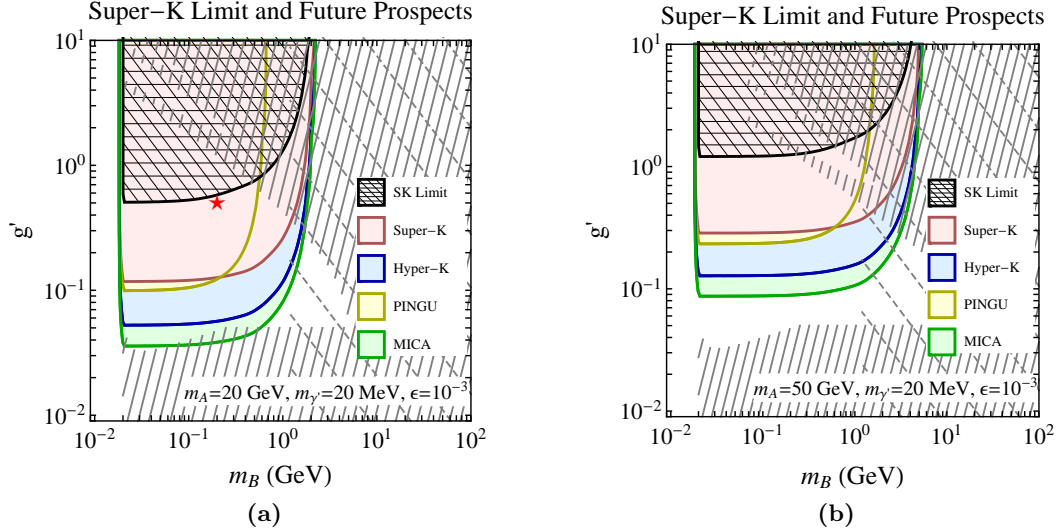 Super−K Limit and Future Prospects
10^1
10^0
10^-1
10^-2
g'
SK Limit
Super-K
Hyper-K
PINGU
MICA
m_A=20 GeV, m_γ'=20 MeV, ϵ=10^-3
10^-2 10^-1 10^0 10^1 10^2
m_B (GeV)
(a)
Super−K Limit and Future Prospects
10^1
10^0
10^-1
10^-2
g'
SK Limit
Super-K
Hyper-K
PINGU
MICA
m_A=50 GeV, m_γ'=20 MeV, ϵ=10^-3
10^-2 10^-1 10^0 10^1 10^2
m_B (GeV)
(b)